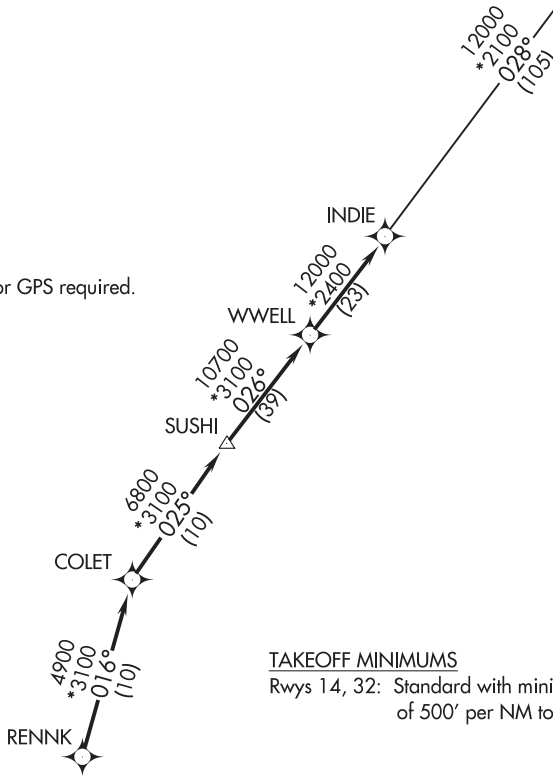 12000
*2100
028°
(105)
INDIE
or GPS required.
12000
*2400
(23)
WWELL
10700
*3100
026°
(39)
SUSHI
6800
*3100
025°
(10)
COLET
4900
*3100
016°
(10)
TAKEOFF MINIMUMS
Rwys 14, 32: Standard with mini
of 500' per NM to
RENNK